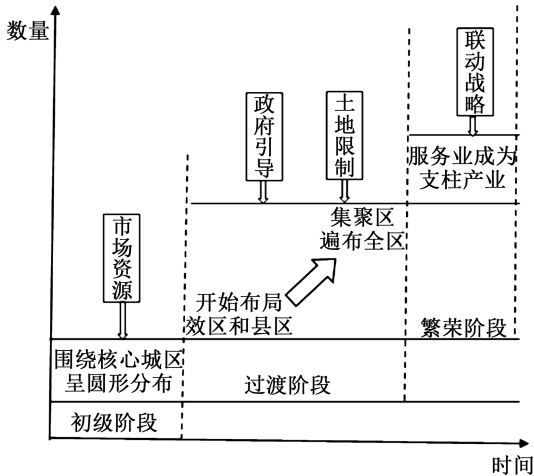 数量
联动战略
政府引导
土地限制
服务业成为
支柱产业
市场资源
集聚区
遍布全区
开始布局
效区和县区
繁荣阶段
围绕核心城区
呈圆形分布
过渡阶段
初级阶段
时间